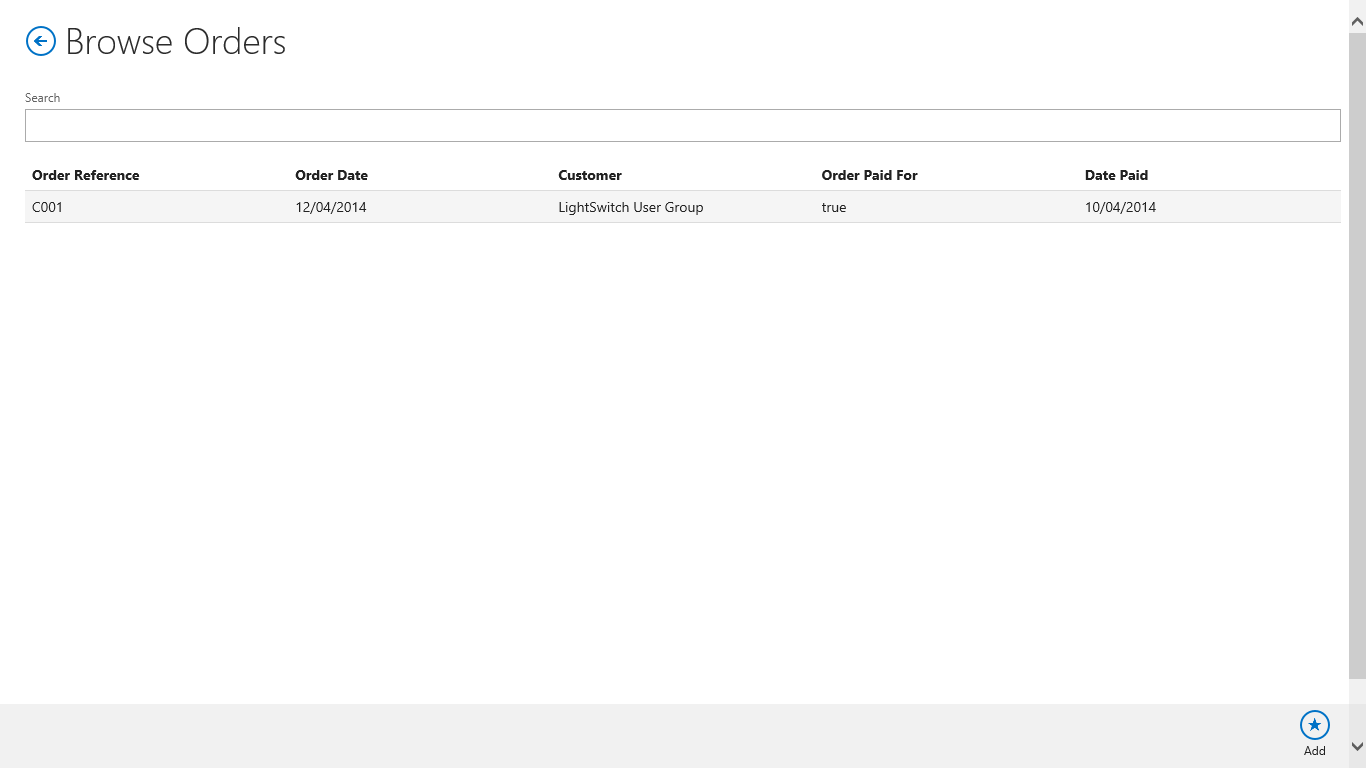 Browse Orders
Search
Order Reference Order Date Customer Order Paid For Date Paid
C001 12/04/2014 LightSwitch User Group true 10/04/2014
Add